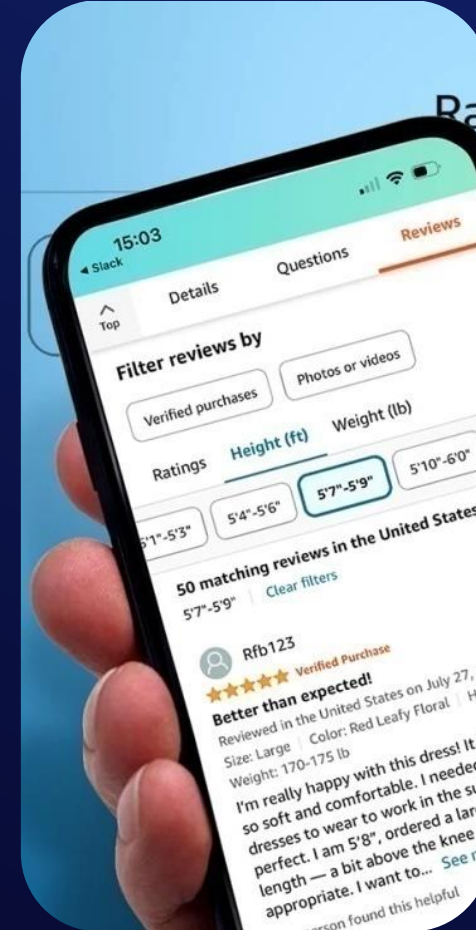 Ra
15:03
◀ Slack
Top
Details
Questions
Reviews
Filter reviews by
Verified purchases
Photos or videos
Ratings
Height (ft)
Weight (lb)
5'1"-5'3"
5'4"-5'6"
5'7"-5'9"
5'10"-6'0"
50 matching reviews in the United States
5'7"-5'9"
Clear filters
Rfb123
Verified Purchase
Better than expected!
Reviewed in the United States on July 27,
Size: Large | Color: Red Leafy Floral | H
Weight: 170-175 lb
I'm really happy with this dress! It
so soft and comfortable. I needed
dresses to wear to work in the su
perfect. I am 5'8", ordered a lar
length — a bit above the knee
appropriate. I want to... See
person found this helpful